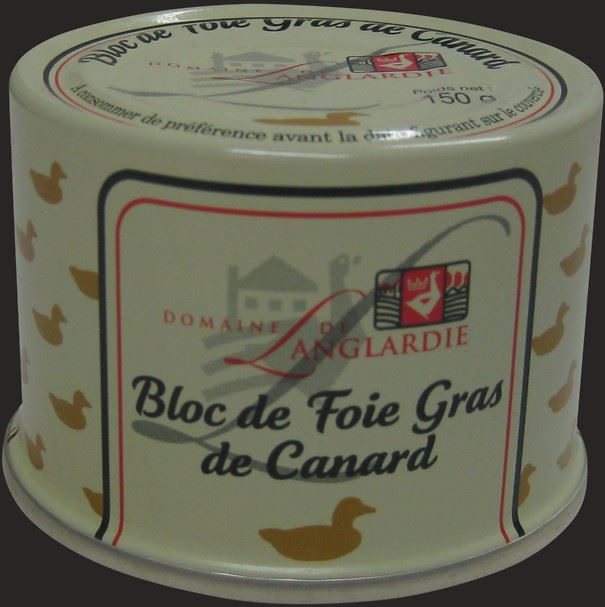 Bloc de Foie Gras de Canard
DOMAINE DE
LANGLARDIE
Poids net :
150 g
A consommer de préférence avant la date figurant sur le couvercle
DOMAINE DE
LANGLARDIE
Bloc de Foie Gras
de Canard